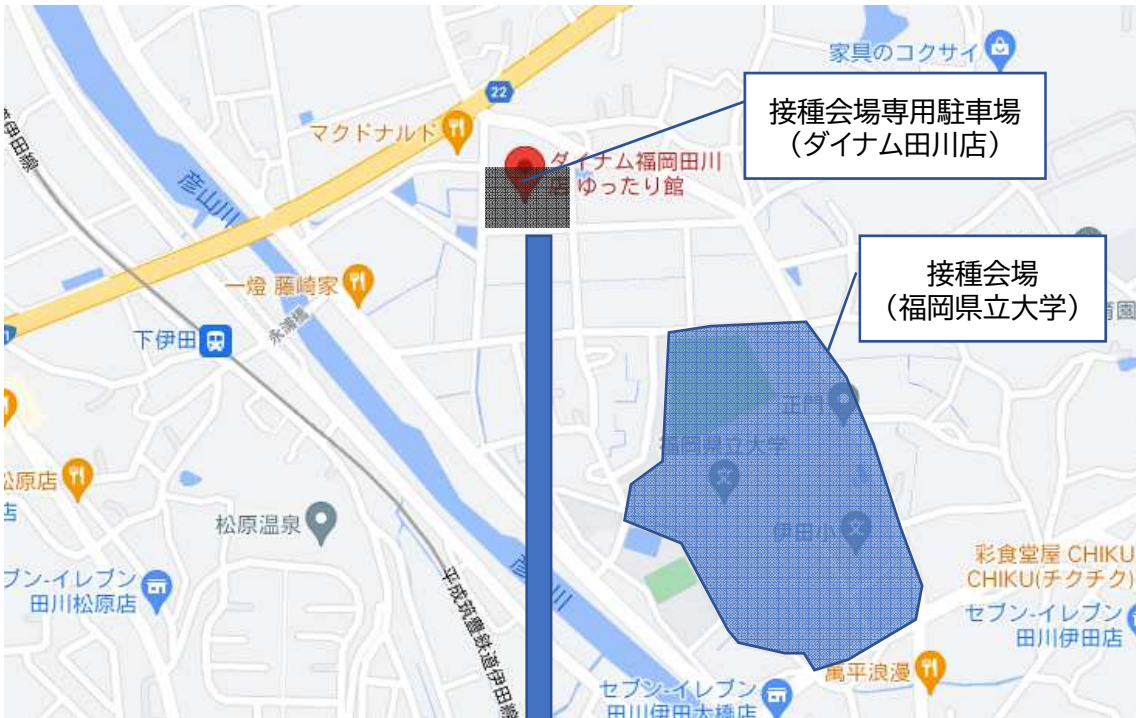 家具のコクサイ
22
接種会場専用駐車場
（ダイナム田川店）
マクドナルド
ダイナム福岡田川
店 ゆったり館
彦山川
接種会場
（福岡県立大学）
一燈 藤崎家
永浦橋
下伊田
正門
福岡県立大学
松原店
店
松原温泉
伊田小
彩食堂屋 CHIKU
CHIKU(チクチク)
ブン-イレブン
田川松原店
彦山川
平成筑豊鉄道伊田線
セブン-イレブン
田川伊田店
萬平浪漫
セブン-イレブン
田川伊田大橋店